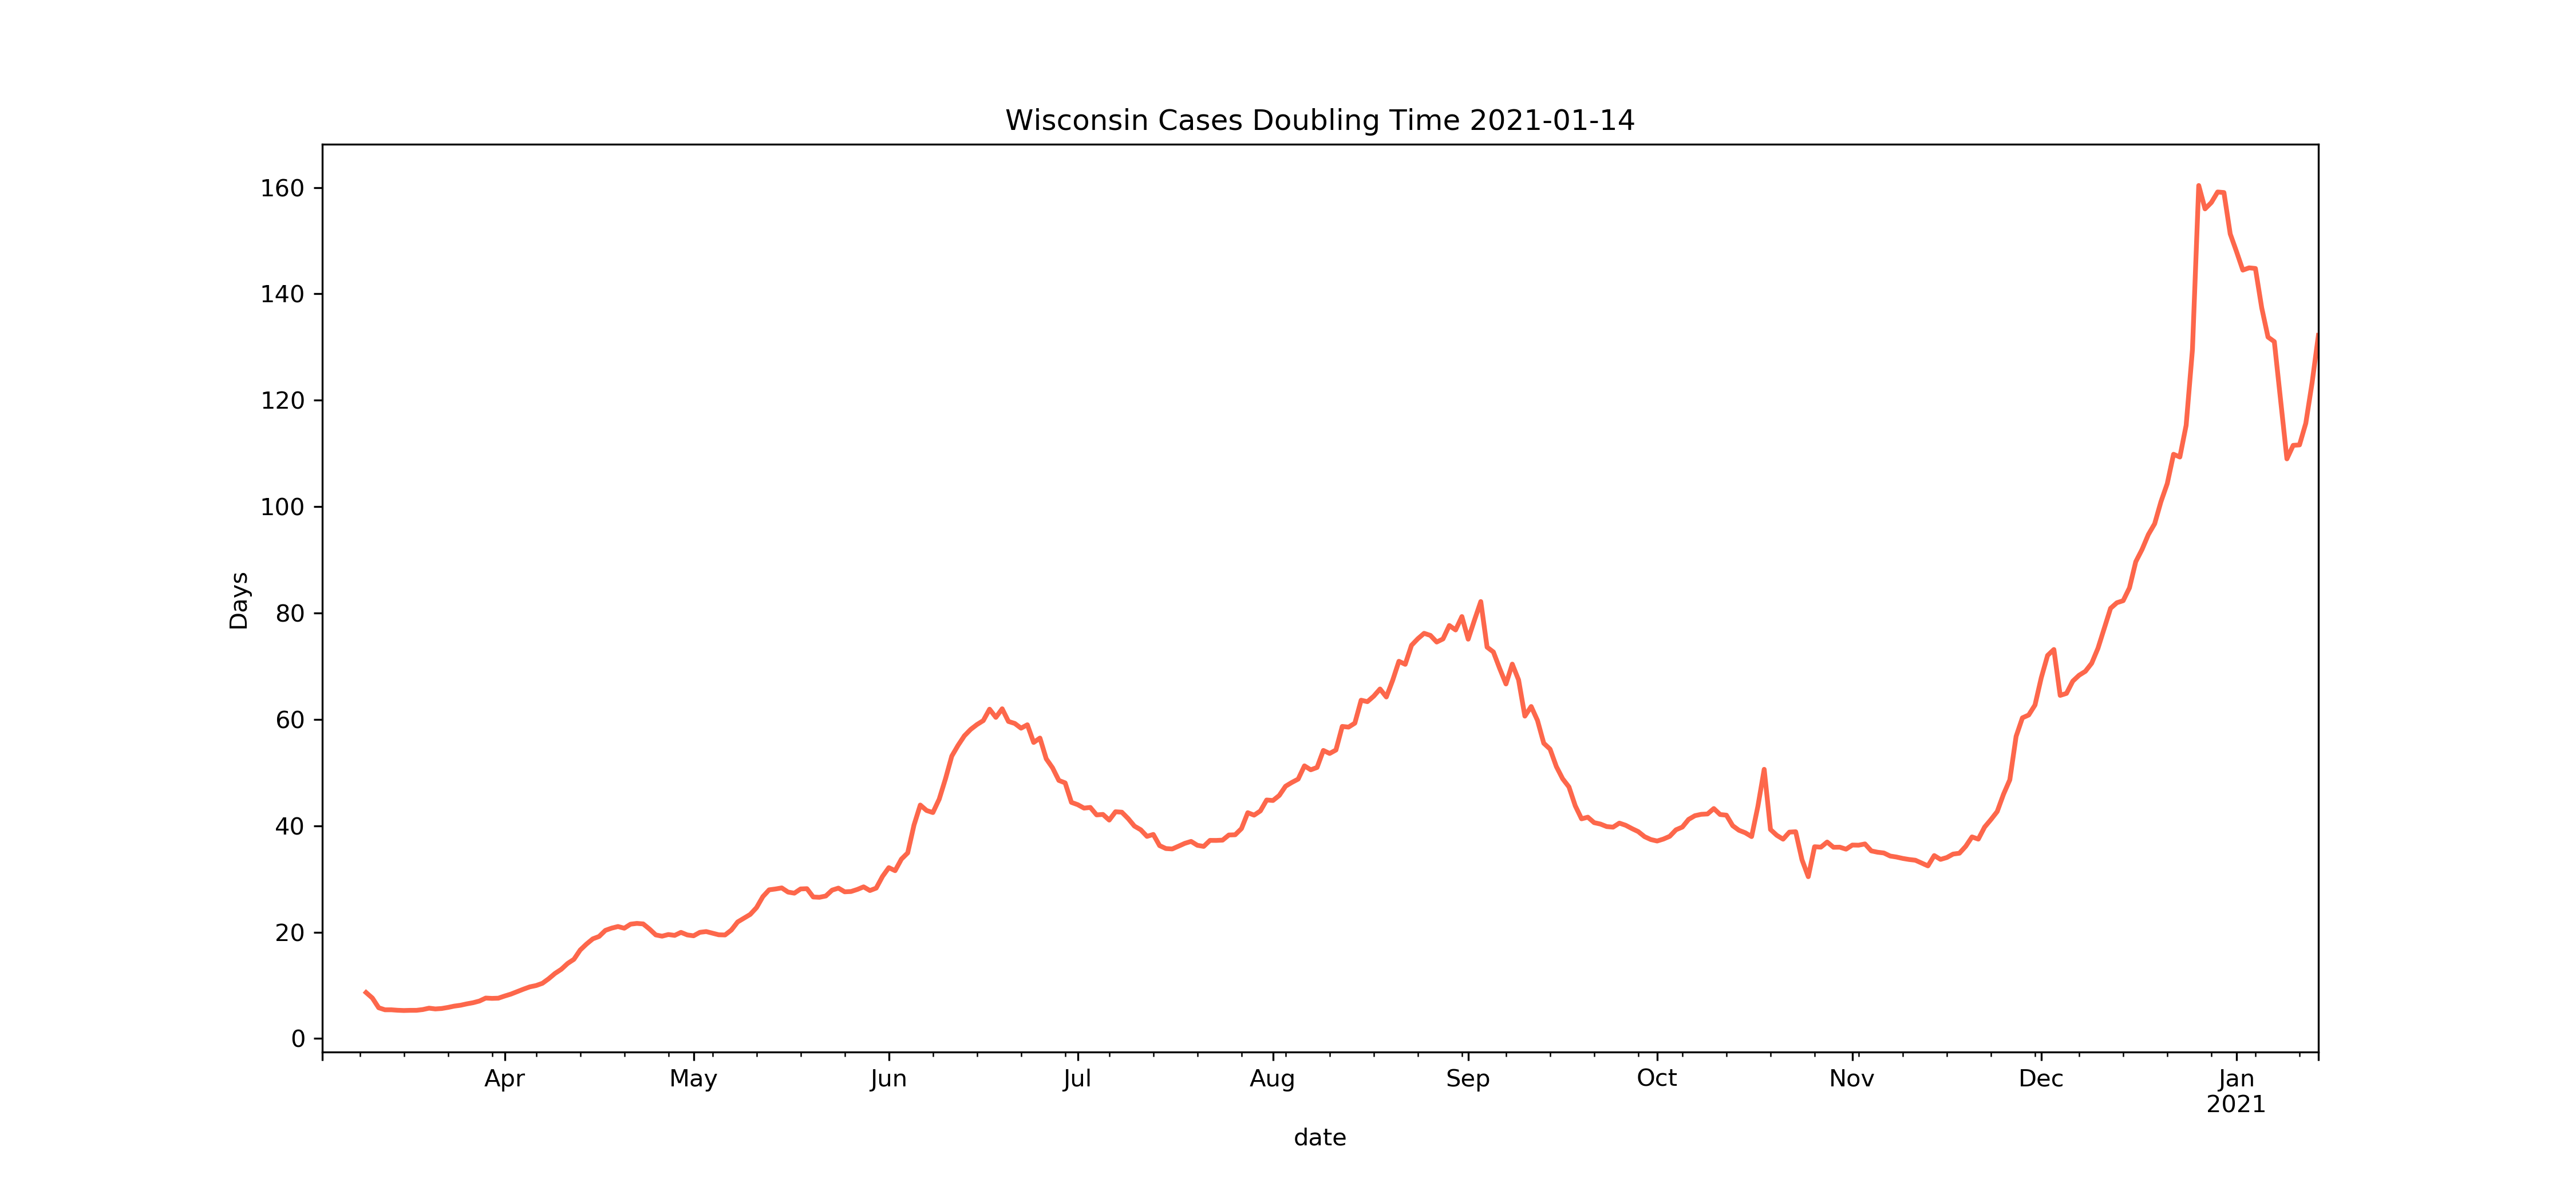 Wisconsin Cases Doubling Time 2021-01-14
160
140
120
100
80
60
40
20
0
Days
Apr May Jun Jul Aug Sep Oct Nov Dec Jan
2021
date